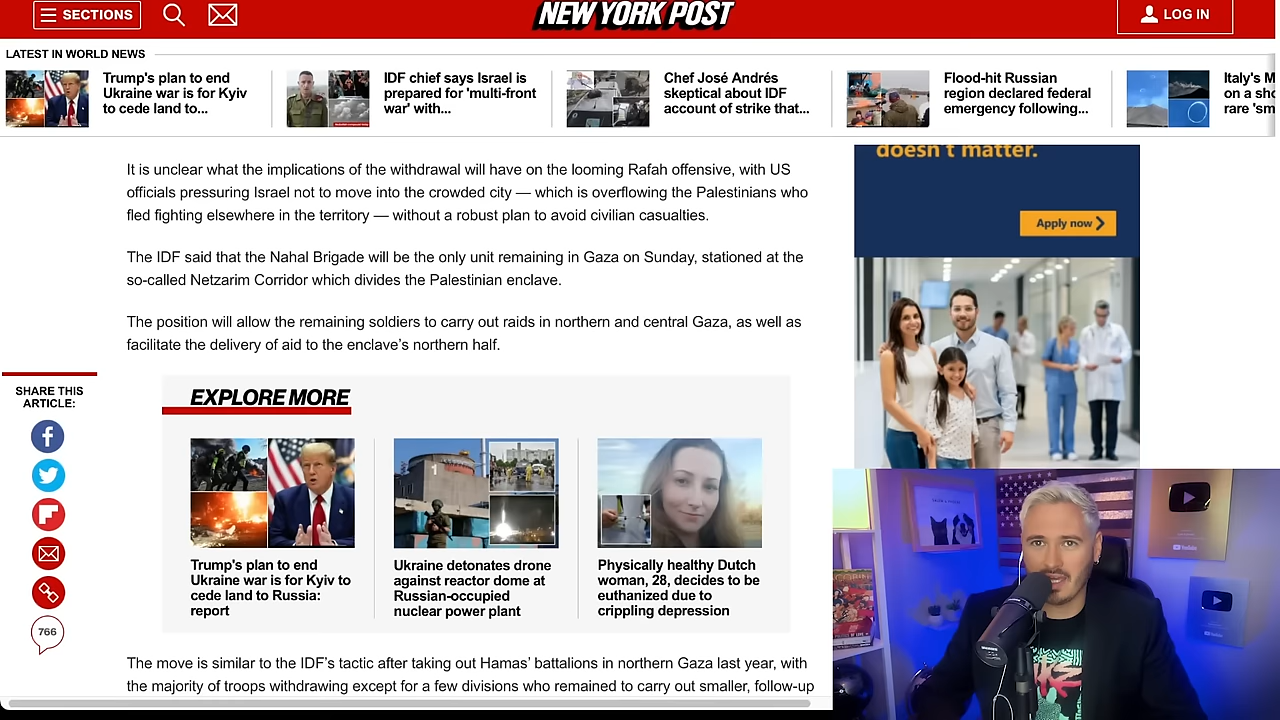 SECTIONS
NEW YORK POST
LOG IN
LATEST IN WORLD NEWS
Trump's plan to end
Ukraine war is for Kyiv
to cede land to...
IDF chief says Israel is
prepared for 'multi-front
war' with...
Chef José Andrés
skeptical about IDF
account of strike that...
Flood-hit Russian
region declared federal
emergency following...
Italy's M
on a sho
rare 'sm
It is unclear what the implications of the withdrawal will have on the looming Rafah offensive, with US
officials pressuring Israel not to move into the crowded city — which is overflowing the Palestinians who
fled fighting elsewhere in the territory — without a robust plan to avoid civilian casualties.
The IDF said that the Nahal Brigade will be the only unit remaining in Gaza on Sunday, stationed at the
so-called Netzarim Corridor which divides the Palestinian enclave.
The position will allow the remaining soldiers to carry out raids in northern and central Gaza, as well as
facilitate the delivery of aid to the enclave’s northern half.
doesn't matter.
Apply now
SHARE THIS
ARTICLE:
766
EXPLORE MORE
Trump's plan to end
Ukraine war is for Kyiv to
cede land to Russia:
report
Ukraine detonates drone
against reactor dome at
Russian-occupied
nuclear power plant
Physically healthy Dutch
woman, 28, decides to be
euthanized due to
crippling depression
The move is similar to the IDF’s tactic after taking out Hamas’ battalions in northern Gaza last year, with
the majority of troops withdrawing except for a few divisions who remained to carry out smaller, follow-up
YouTube